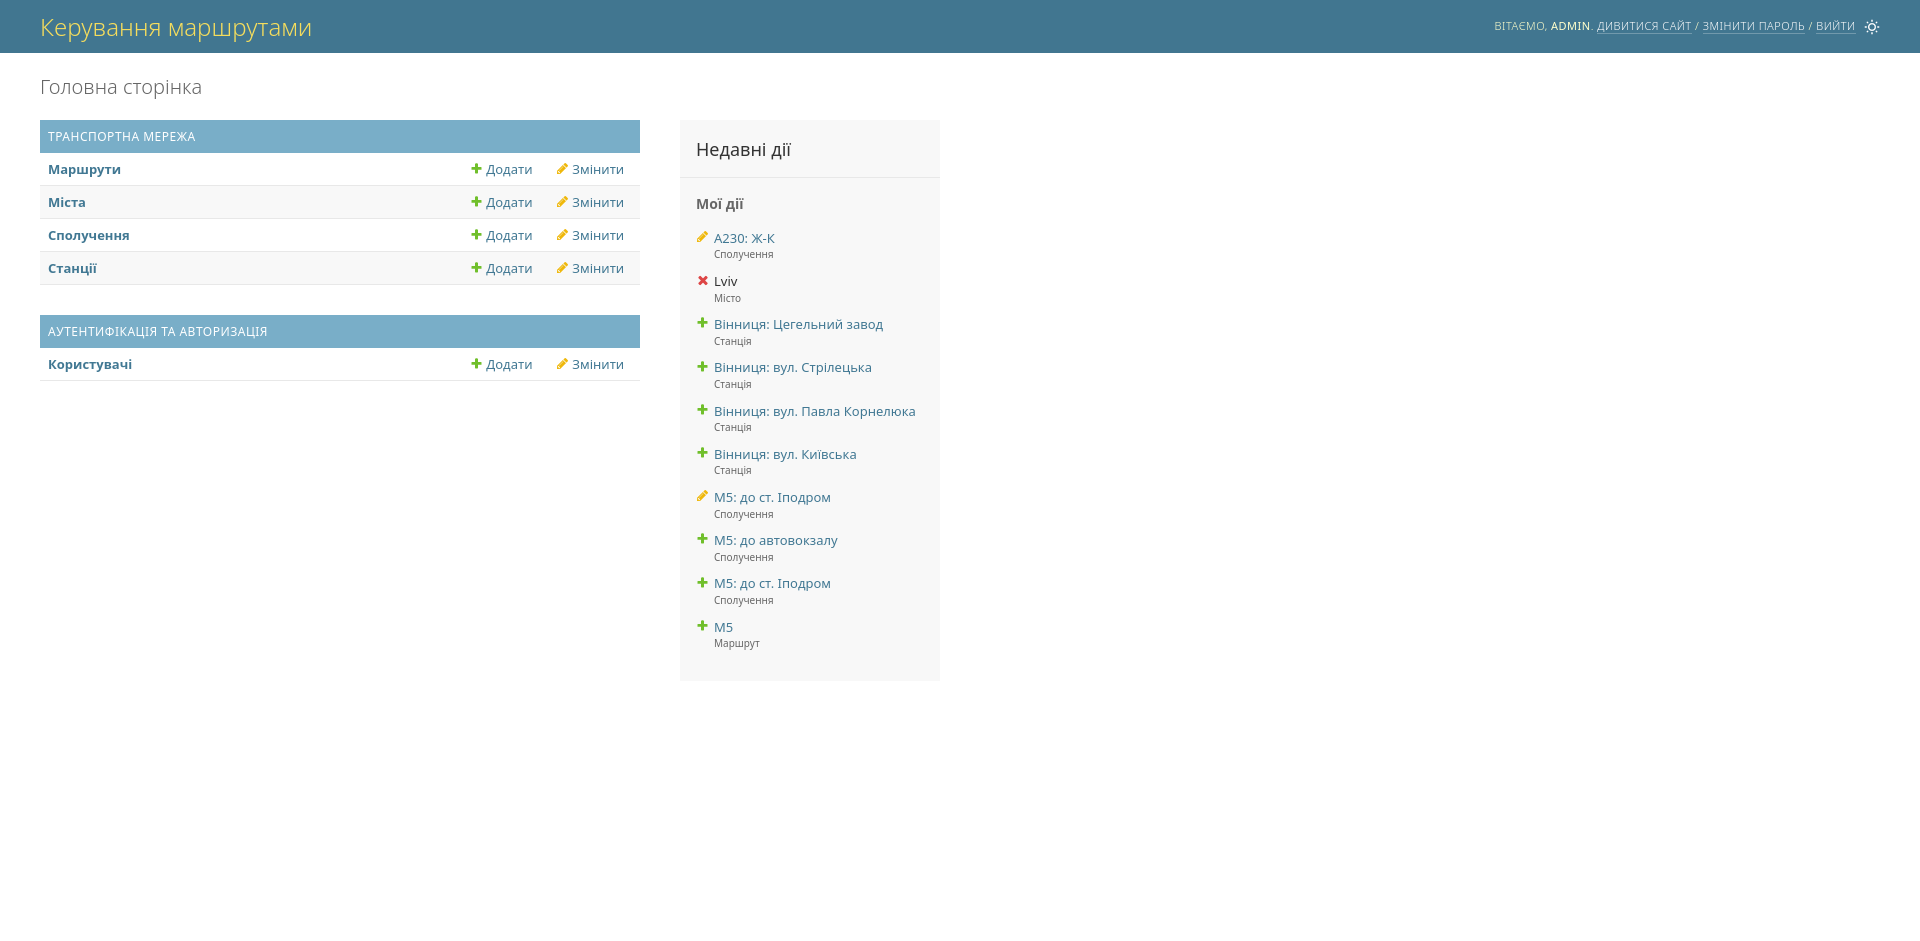 Керування маршрутами
ВІТАЄМО, ADMIN. ДИВИТИСЯ САЙТ / ЗМІНИТИ ПАРОЛЬ / ВИЙТИ
Головна сторінка
ТРАНСПОРТНА МЕРЕЖА
Маршрути Додати Змінити
Міста Додати Змінити
Сполучення Додати Змінити
Станції Додати Змінити
АУТЕНТИФІКАЦІЯ ТА АВТОРИЗАЦІЯ
Користувачі Додати Змінити
Недавні дії
Мої дії
А230: Ж-К
Сполучення
Lviv
Місто
Вінниця: Цегельний завод
Станція
Вінниця: вул. Стрілецька
Станція
Вінниця: вул. Павла Корнелюка
Станція
Вінниця: вул. Київська
Станція
М5: до ст. Іподром
Сполучення
М5: до автовокзалу
Сполучення
М5: до ст. Іподром
Сполучення
М5
Маршрут